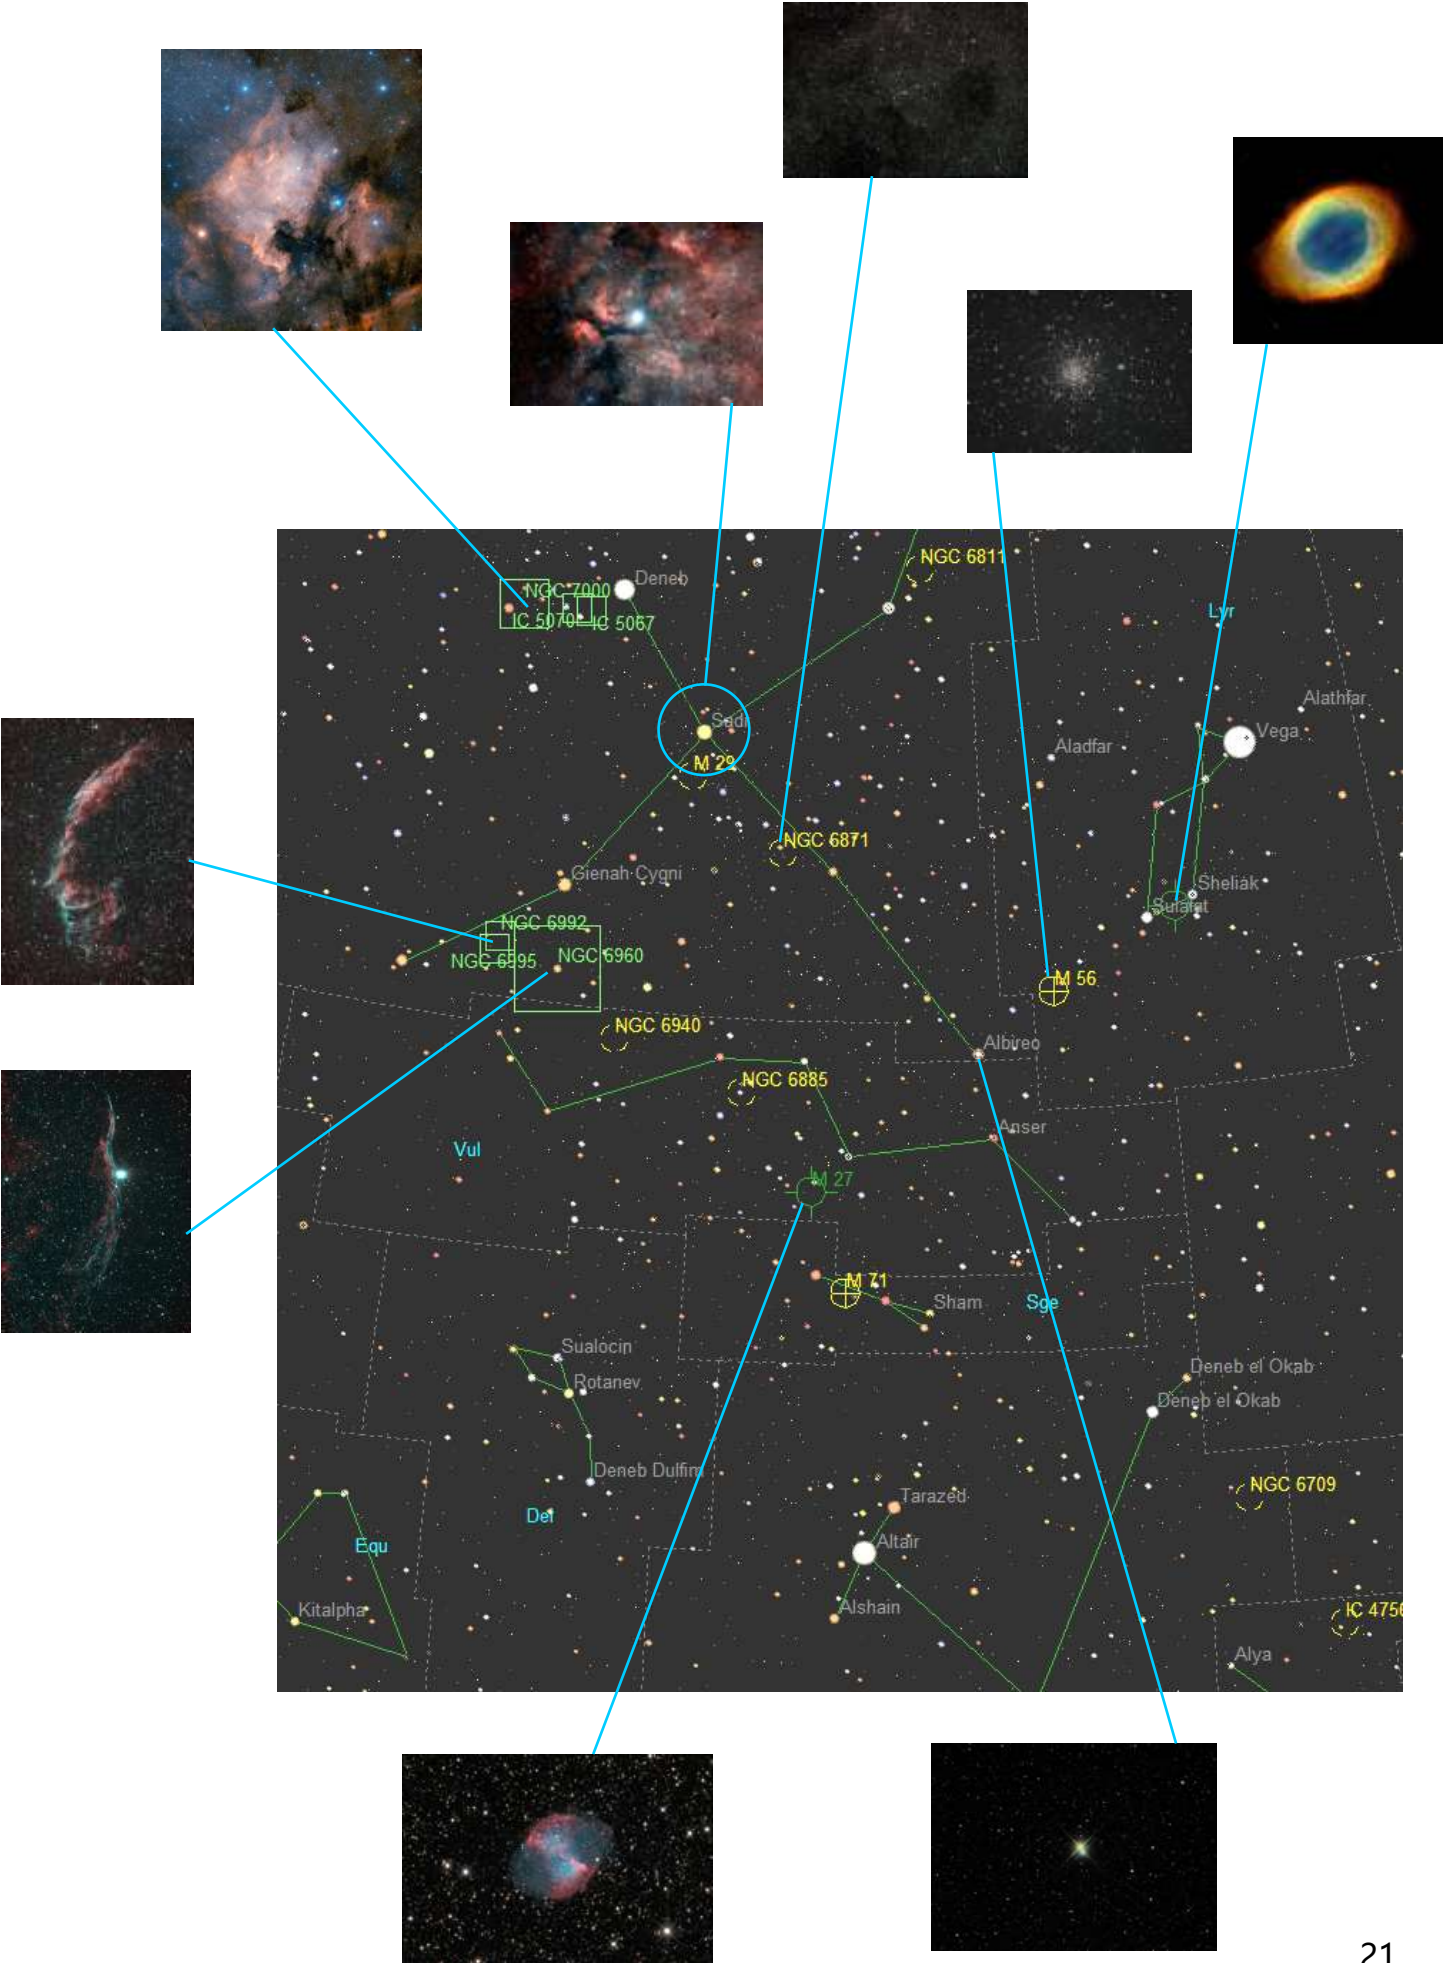 NGC 6811
Deneb
NGC 7000
IC 5070
IC 5067
Lyr
Alathfar
Sadr
Vega
Aladfar
M 29
NGC 6871
Gienah Cygni
Sheliak
Sulafat
NGC 6992
NGC 6960
NGC 6995
M 56
NGC 6940
Albireo
NGC 6885
Anser
Vul
M 27
M 71
Sham
Sge
Sualocin
Deneb el Okab
Rotanev
Deneb el Okab
Deneb Dulfim
NGC 6709
Tarazed
Del
Altair
Equ
Kitalpha
Alshain
IC 4756
Alya
21